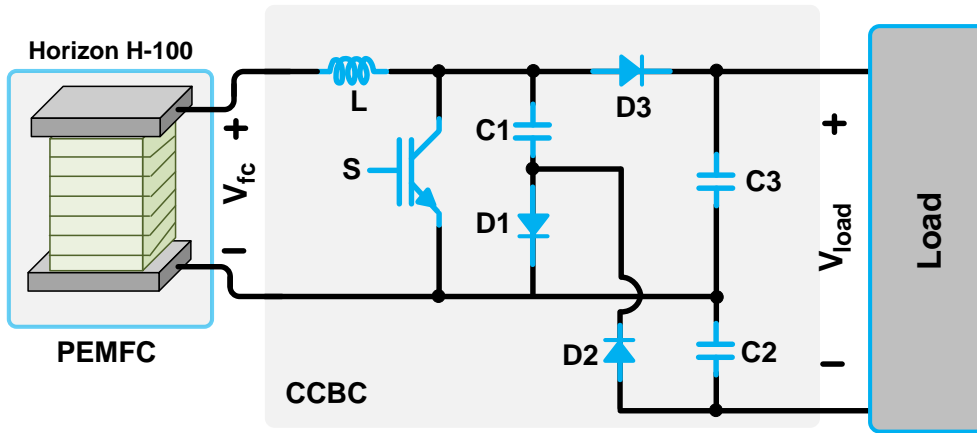 Horizon H-100
PEMFC
+
V_fc
−
L
S
C1
D1
D3
D2
C3
C2
CCBC
+
V_load
−
Load